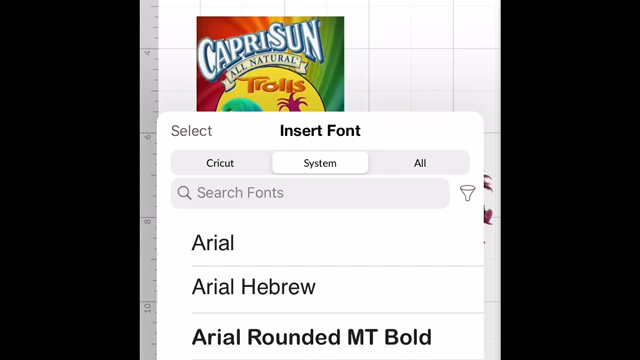 CAPRISUN
ALL NATURAL
Trolls
4
Select
Insert Font
6
Cricut
System
All
Search Fonts
8
Arial
Arial Hebrew
10
Arial Rounded MT Bold